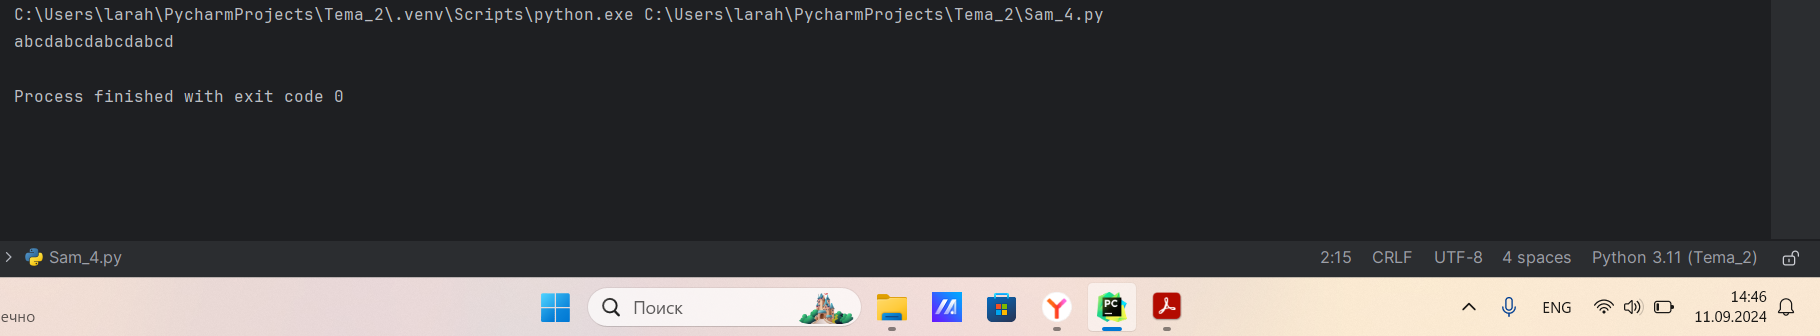 C:\Users\larah\PycharmProjects\Tema_2\.venv\Scripts\python.exe C:\Users\larah\PycharmProjects\Tema_2\Sam_4.py
abcdabcdabcdabcd
Process finished with exit code 0
Sam_4.py 2:15 CRLF UTF-8 4 spaces Python 3.11 (Tema_2)
ечно Поиск PC ENG 14:46
11.09.2024